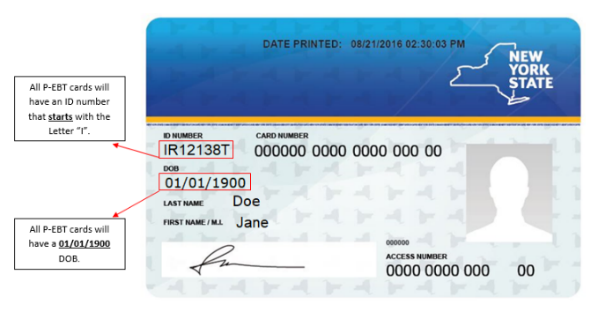 DATE PRINTED: 08/21/2016 02:30:03 PM
NEW
YORK
STATE
All P-EBT cards will
have an ID number
that starts with the
Letter "I".
ID NUMBER
CARD NUMBER
IR12138T
000000 0000 0000 000 00
DOB
01/01/1900
LAST NAME Doe
FIRST NAME / M.I. Jane
All P-EBT cards will
have a 01/01/1900
DOB.
000000
ACCESS NUMBER
0000 0000 000 00